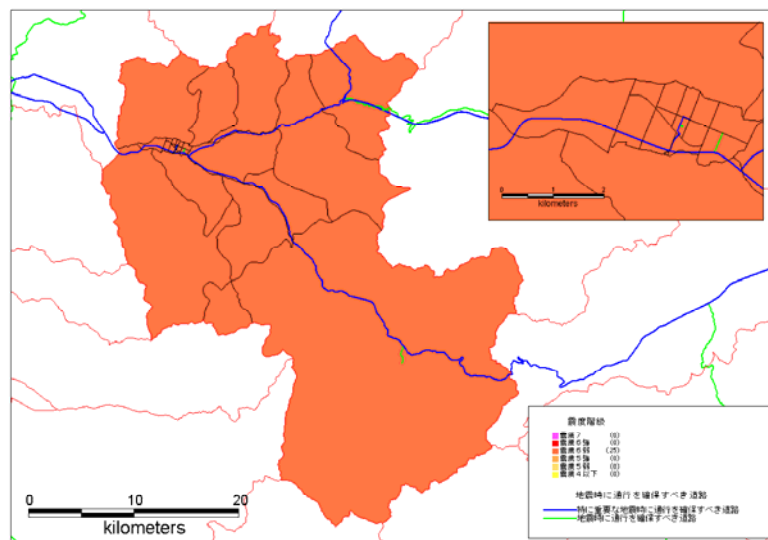 0 1 2
kilometers
震度階級
震度7 (0)
震度6強 (0)
震度6弱 (25)
震度5強 (0)
震度5弱 (0)
震度4以下 (0)
地震時に通行を確保すべき道路
特に重要な地震時に通行を確保すべき道路
地震時に通行を確保すべき道路
0 10 20
kilometers